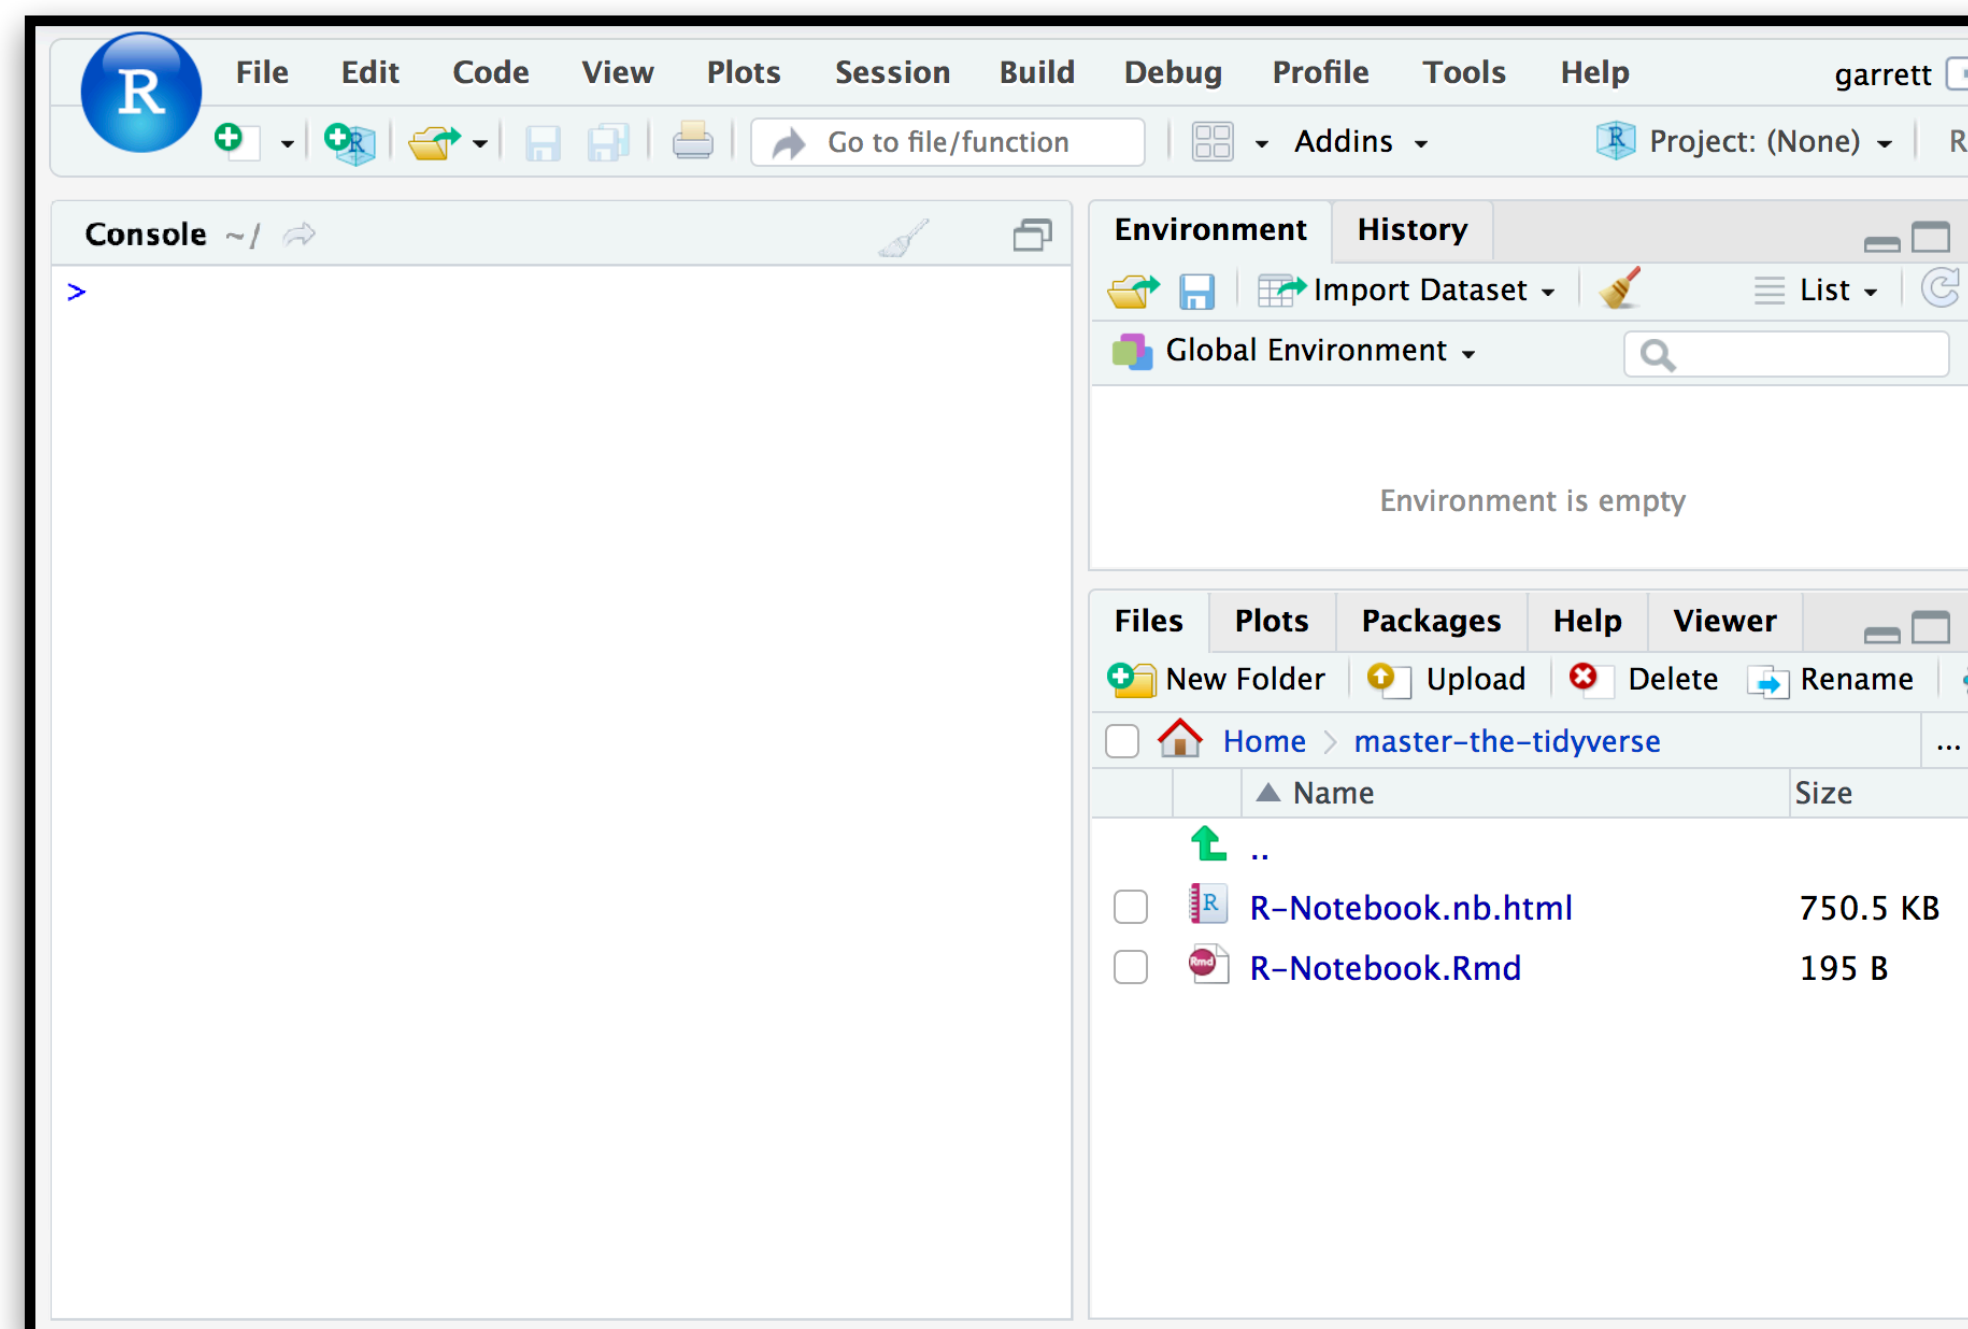 R File Edit Code View Plots Session Build Debug Profile Tools Help garrett
R Go to file/function Addins R Project: (None) R
Console ~/
>
Environment History
Import Dataset List
Global Environment
Environment is empty
Files Plots Packages Help Viewer
New Folder Upload Delete Rename
Home master-the-tidyverse ...
Name Size
..
R R-Notebook.nb.html 750.5 KB
Rmd R-Notebook.Rmd 195 B